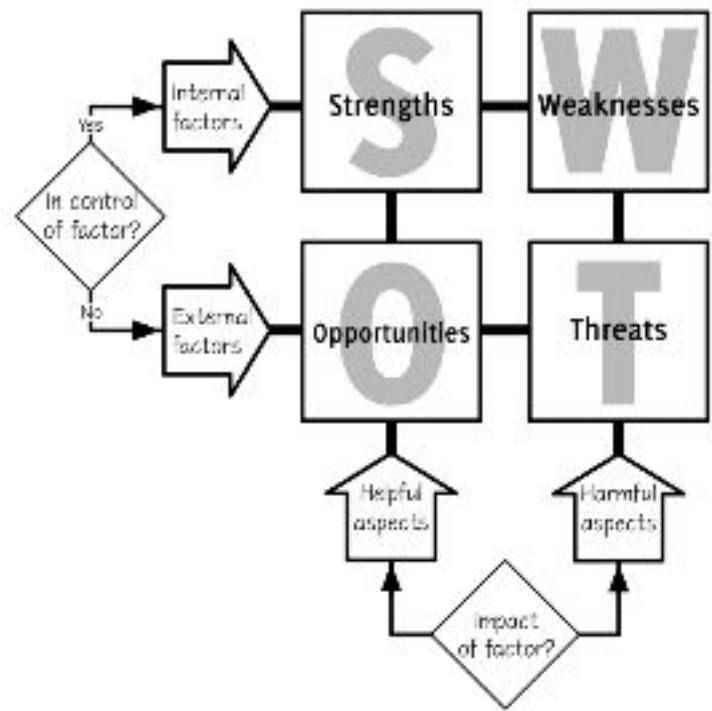 S
W
Internal
factors
Strengths
Weaknesses
Yes
In control
of factor?
No
O
T
External
factors
Opportunities
Threats
Helpful
aspects
Harmful
aspects
impact
of factor?